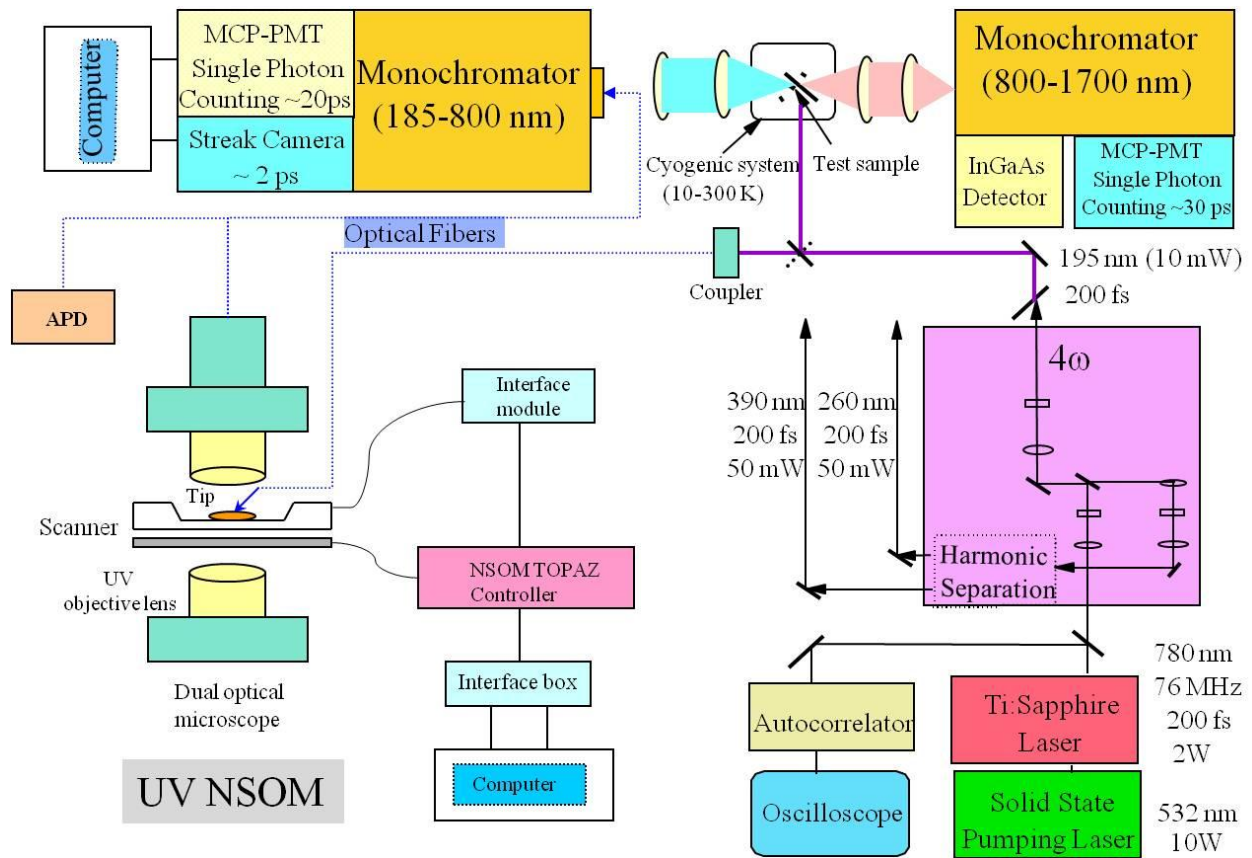 Computer
MCP-PMT
Single Photon
Counting ~20ps
Streak Camera
~ 2 ps
Monochromator
(185-800 nm)
Cyogenic system
(10-300 K)
Test sample
Monochromator
(800-1700 nm)
InGaAs
Detector
MCP-PMT
Single Photon
Counting ~30 ps
Optical Fibers
APD
Coupler
195 nm (10 mW)
200 fs
4ω
390 nm
200 fs
50 mW
260 nm
200 fs
50 mW
Harmonic
Separation
Interface
module
Tip
Scanner
UV
objective lens
NSOM TOPAZ
Controller
Dual optical
microscope
Interface box
Computer
UV NSOM
Autocorrelator
Oscilloscope
Ti:Sapphire
Laser
780 nm
76 MHz
200 fs
2W
Solid State
Pumping Laser
532 nm
10W